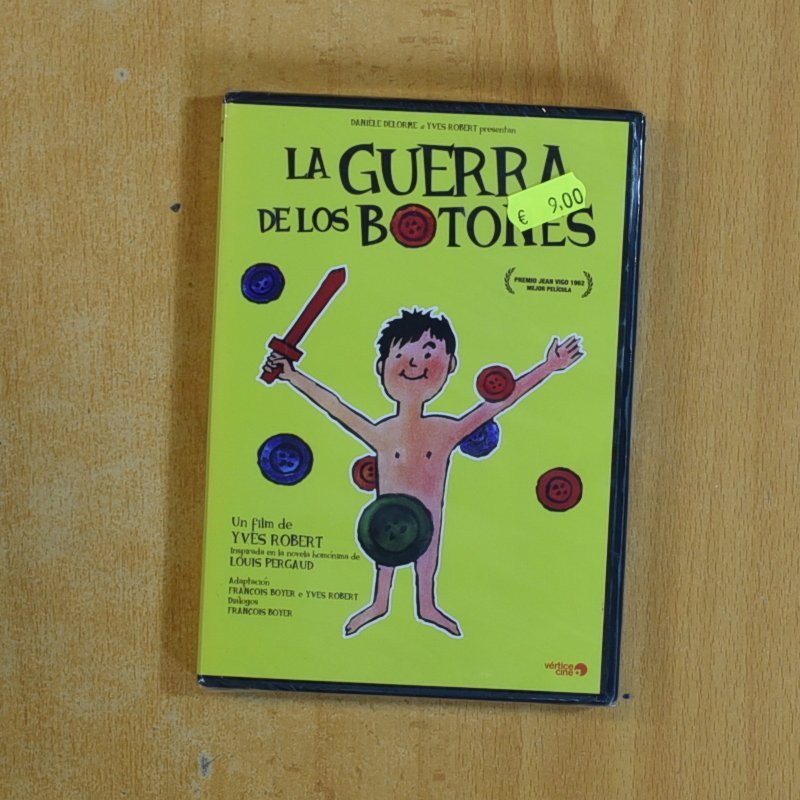 DANIÈLE DELORME e YVES ROBERT presentan
LA GUERRA
DE LOS BOTONES
€ 9,00
PREMIO JEAN VIGO 1962
MEJOR PELÍCULA
Un film de
YVES ROBERT
Inspirada en la novela homónima de
LOUIS PERGAUD
Adaptación
FRANCOIS BOYER e YVES ROBERT
Diálogos
FRANCOIS BOYER
vértice
cine